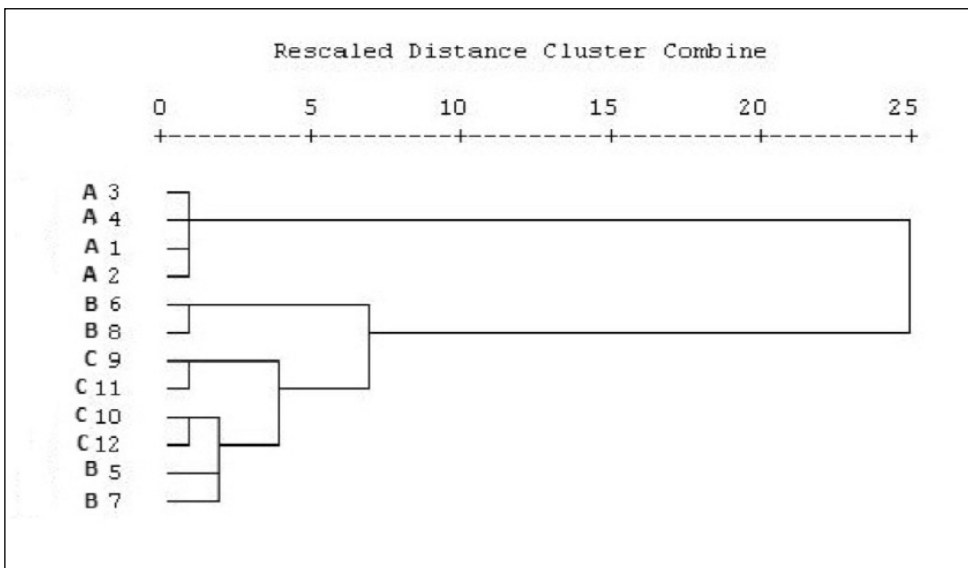 Rescaled Distance Cluster Combine
0 5 10 15 20 25
+---------+---------+---------+---------+---------+
A 3
A 4
A 1
A 2
B 6
B 8
C 9
C 11
C 10
C 12
B 5
B 7